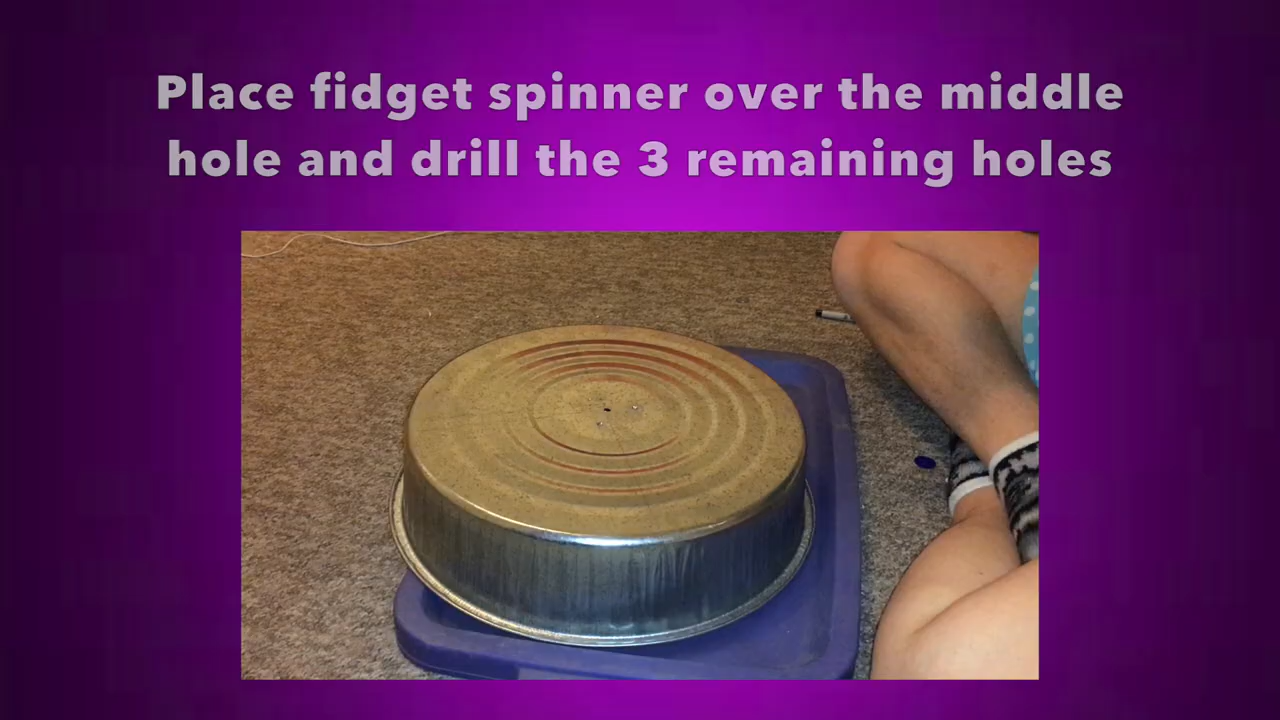 Place fidget spinner over the middle
hole and drill the 3 remaining holes